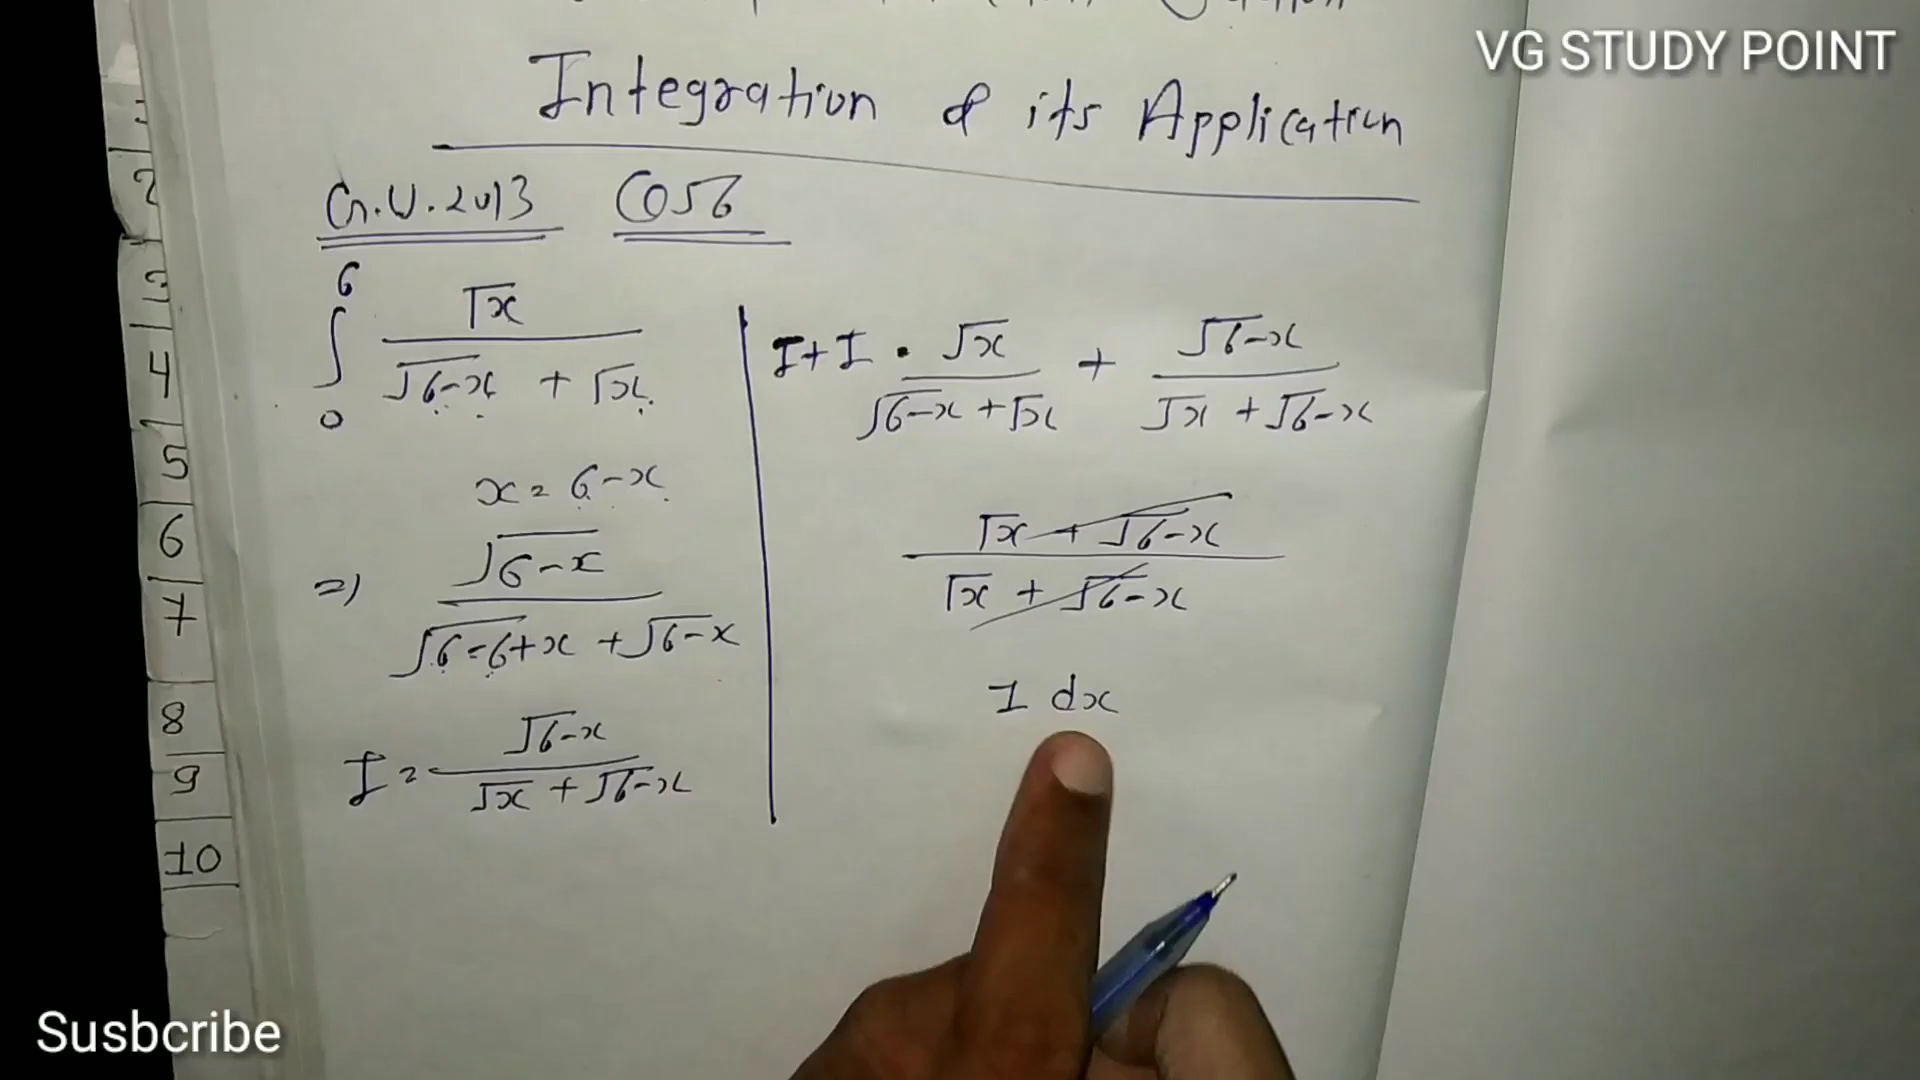 VG STUDY POINT
Integration & its Application
G.U.2013 CO56
∫₀⁶ √x / (√6-x + √x)
x = 6-x
=) √6-x / (√6-6+x + √6-x)
I = √6-x / (√x + √6-x)
I+I . √x / (√6-x + √x) + √6-x / (√x + √6-x)
√x + √6-x / (√x + √6-x)
1 dx
2
3
4
5
6
7
8
9
10
Susbcribe